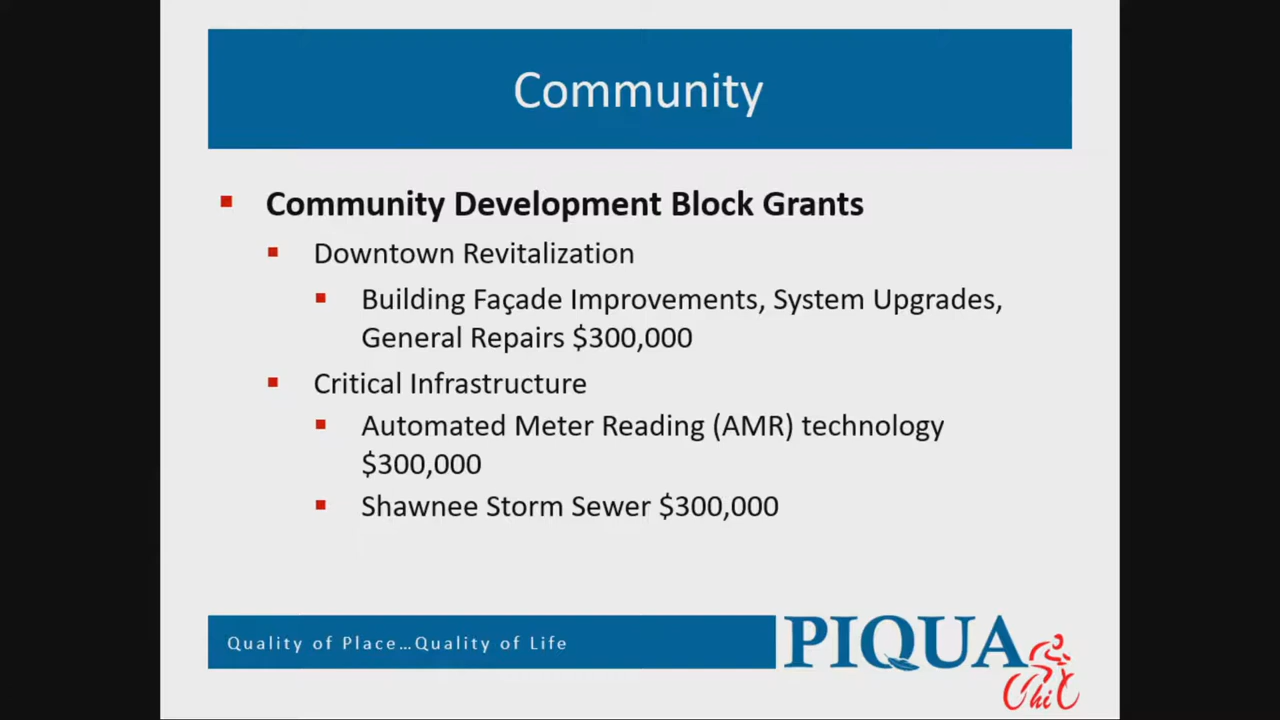 Community
Community Development Block Grants
Downtown Revitalization
Building Façade Improvements, System Upgrades,
General Repairs $300,000
Critical Infrastructure
Automated Meter Reading (AMR) technology
$300,000
Shawnee Storm Sewer $300,000
Quality of Place…Quality of Life
PIQUA
OhiO